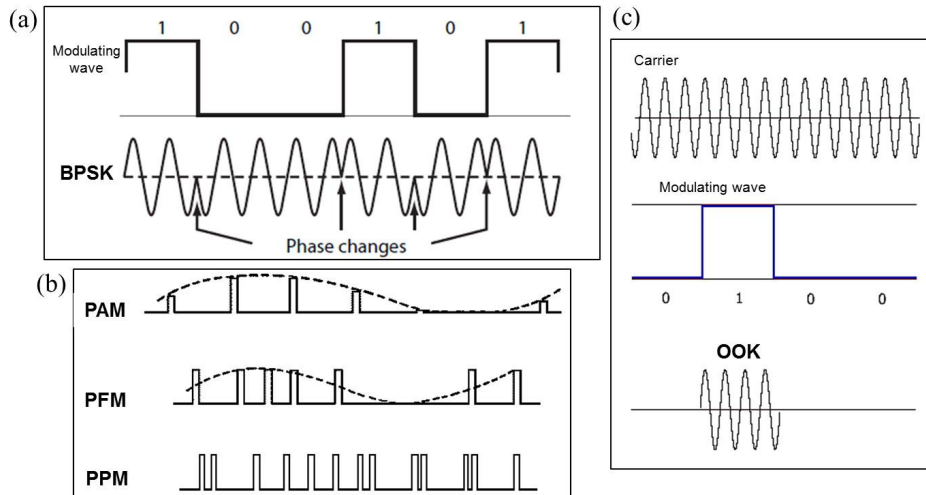 (a)
1 0 0 1 0 1
Modulating
wave
BPSK
Phase changes
(b)
PAM
PFM
PPM
(c)
Carrier
Modulating wave
0 1 0 0
OOK